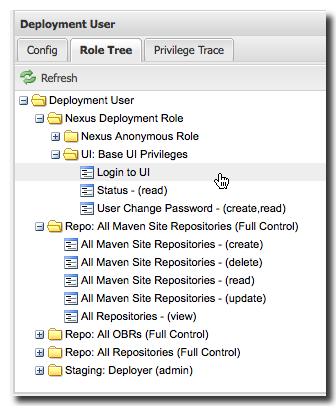 Deployment User
Config Role Tree Privilege Trace
Refresh
Deployment User
Nexus Deployment Role
Nexus Anonymous Role
UI: Base UI Privileges
Login to UI
Status - (read)
User Change Password - (create,read)
Repo: All Maven Site Repositories (Full Control)
All Maven Site Repositories - (create)
All Maven Site Repositories - (delete)
All Maven Site Repositories - (read)
All Maven Site Repositories - (update)
All Repositories - (view)
Repo: All OBRs (Full Control)
Repo: All Repositories (Full Control)
Staging: Deployer (admin)